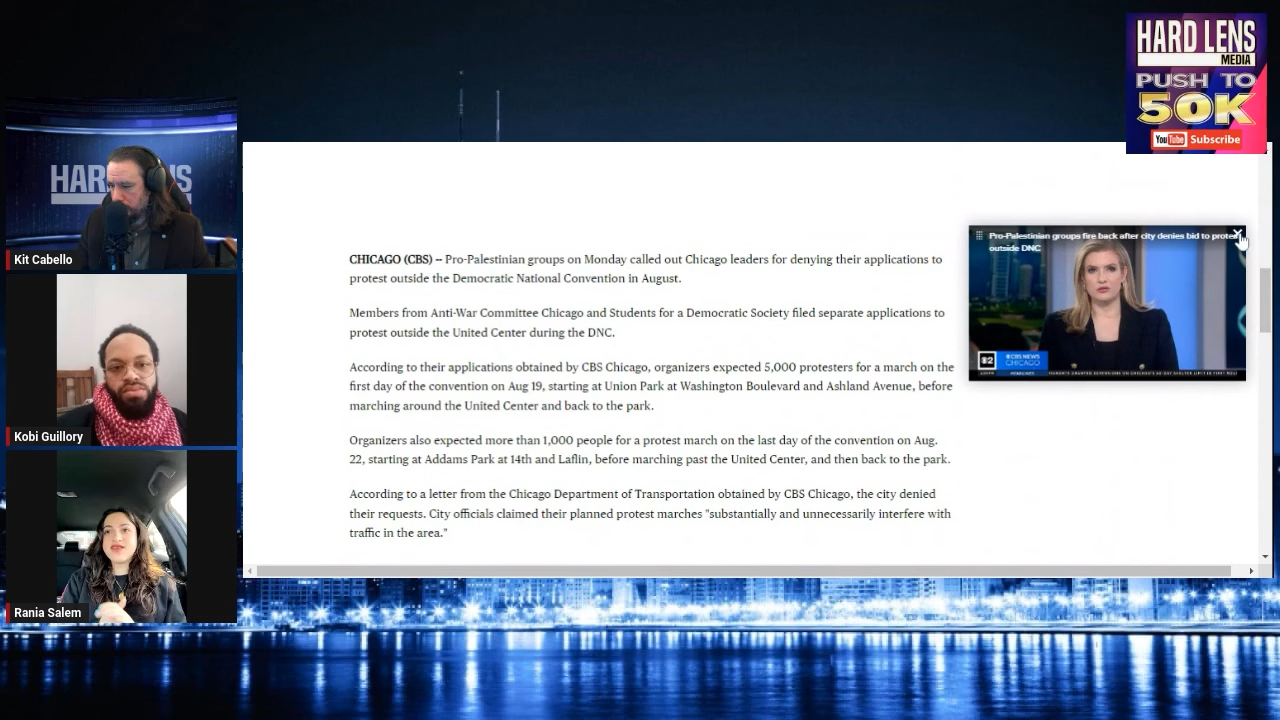 HARD LENS
MEDIA
PUSH TO
50K
YouTube Subscribe
Kit Cabello
Kobi Guillory
Rania Salem
CHICAGO (CBS) -- Pro-Palestinian groups on Monday called out Chicago leaders for denying their applications to
protest outside the Democratic National Convention in August.
Members from Anti-War Committee Chicago and Students for a Democratic Society filed separate applications to
protest outside the United Center during the DNC.
According to their applications obtained by CBS Chicago, organizers expected 5,000 protesters for a march on the
first day of the convention on Aug 19, starting at Union Park at Washington Boulevard and Ashland Avenue, before
marching around the United Center and back to the park.
Organizers also expected more than 1,000 people for a protest march on the last day of the convention on Aug.
22, starting at Addams Park at 14th and Laflin, before marching past the United Center, and then back to the park.
According to a letter from the Chicago Department of Transportation obtained by CBS Chicago, the city denied
their requests. City officials claimed their planned protest marches "substantially and unnecessarily interfere with
traffic in the area."
Pro-Palestinian groups fire back after city denies bid to protest
outside DNC
2
CBS NEWS
CHICAGO